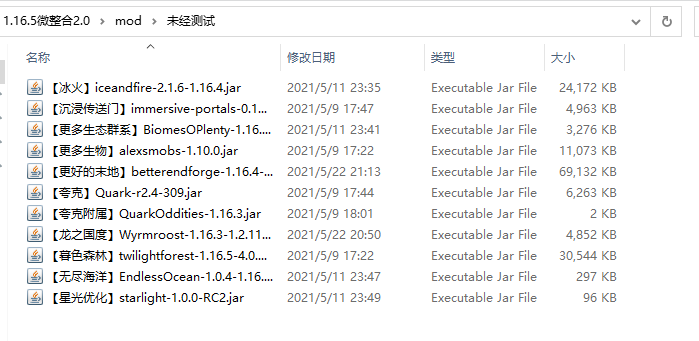 1.16.5微整合2.0 › mod › 未经测试
名称 修改日期 类型 大小
【冰火】iceandfire-2.1.6-1.16.4.jar 2021/5/11 23:35 Executable Jar File 24,172 KB
【沉浸传送门】immersive-portals-0.1... 2021/5/9 17:47 Executable Jar File 4,963 KB
【更多生态群系】BiomesOPlenty-1.16.... 2021/5/11 23:41 Executable Jar File 3,276 KB
【更多生物】alexsmobs-1.10.0.jar 2021/5/9 17:22 Executable Jar File 11,073 KB
【更好的末地】betterendforge-1.16.4-... 2021/5/22 21:13 Executable Jar File 69,132 KB
【夸克】Quark-r2.4-309.jar 2021/5/9 17:44 Executable Jar File 6,263 KB
【夸克附属】QuarkOddities-1.16.3.jar 2021/5/9 18:01 Executable Jar File 2 KB
【龙之国度】Wyrmroost-1.16.3-1.2.11... 2021/5/22 20:50 Executable Jar File 4,852 KB
【暮色森林】twilightforest-1.16.5-4.0.... 2021/5/9 17:22 Executable Jar File 30,544 KB
【无尽海洋】EndlessOcean-1.0.4-1.16.... 2021/5/11 23:47 Executable Jar File 297 KB
【星光优化】starlight-1.0.0-RC2.jar 2021/5/11 23:49 Executable Jar File 96 KB